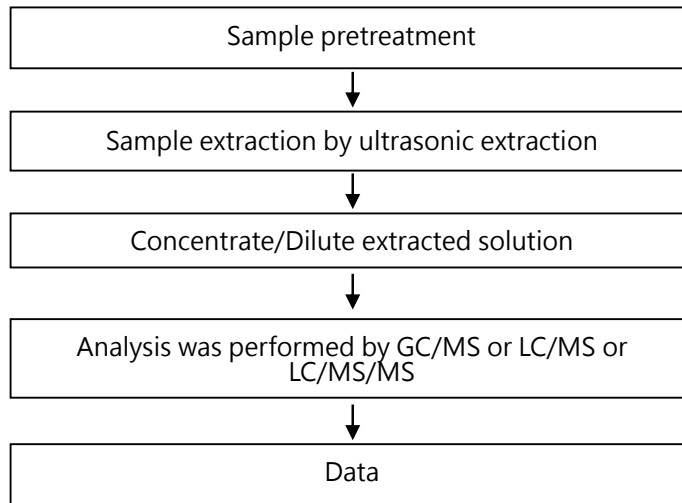 Sample pretreatment
Sample extraction by ultrasonic extraction
Concentrate/Dilute extracted solution
Analysis was performed by GC/MS or LC/MS or
LC/MS/MS
Data